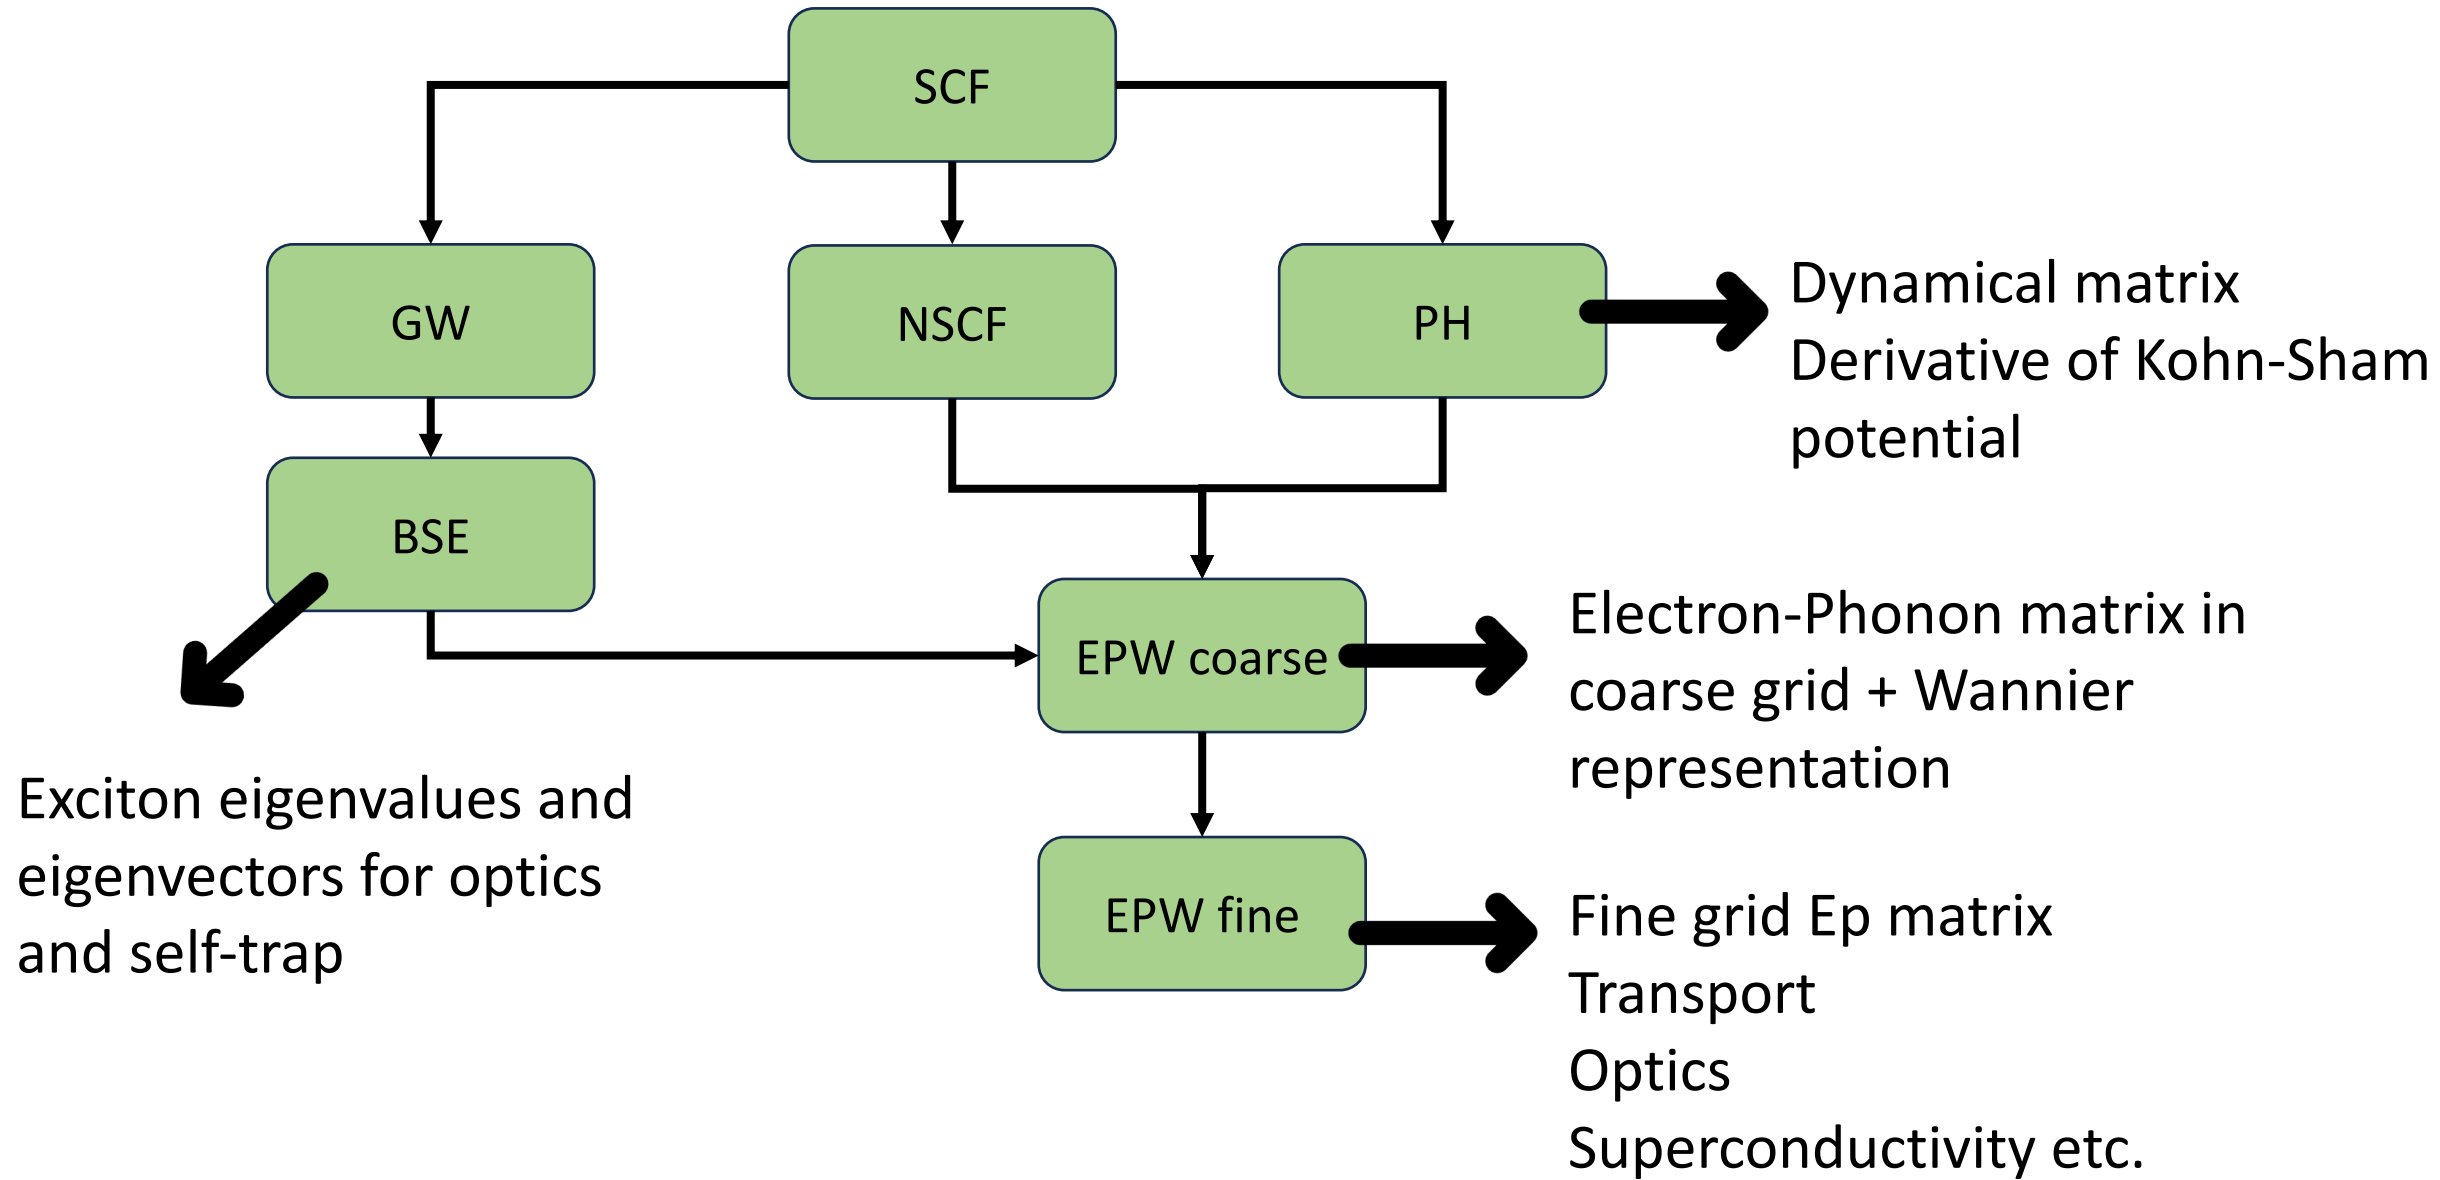 SCF
GW
NSCF
PH
Dynamical matrix
Derivative of Kohn-Sham
potential
BSE
EPW coarse
Electron-Phonon matrix in
coarse grid + Wannier
representation
Exciton eigenvalues and
eigenvectors for optics
and self-trap
EPW fine
Fine grid Ep matrix
Transport
Optics
Superconductivity etc.